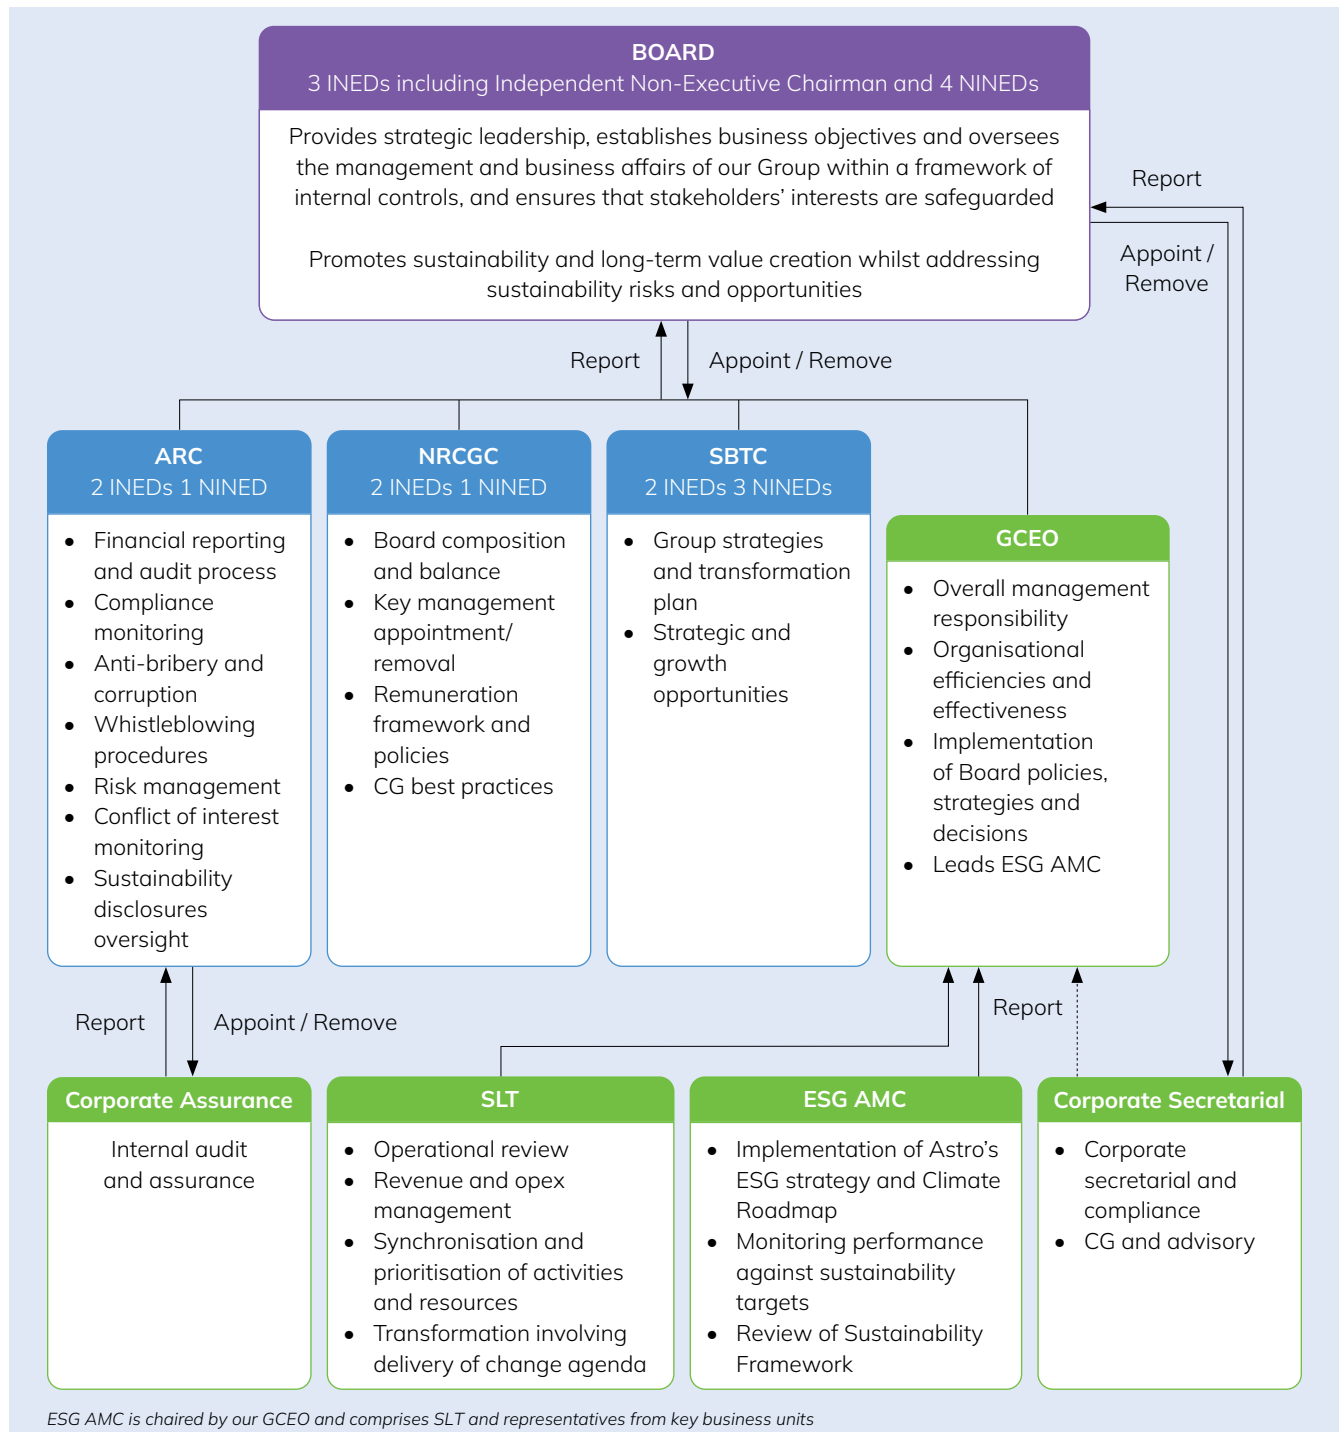 BOARD
3 INEDs including Independent Non-Executive Chairman and 4 NINEDs
Provides strategic leadership, establishes business objectives and oversees
the management and business affairs of our Group within a framework of
internal controls, and ensures that stakeholders' interests are safeguarded
Promotes sustainability and long-term value creation whilst addressing
sustainability risks and opportunities
Report
Appoint /
Remove
Report
Appoint / Remove
ARC
2 INEDs 1 NINED
• Financial reporting
and audit process
• Compliance
monitoring
• Anti-bribery and
corruption
• Whistleblowing
procedures
• Risk management
• Conflict of interest
monitoring
• Sustainability
disclosures
oversight
NRCGC
2 INEDs 1 NINED
• Board composition
and balance
• Key management
appointment/
removal
• Remuneration
framework and
policies
• CG best practices
SBTC
2 INEDs 3 NINEDs
• Group strategies
and transformation
plan
• Strategic and
growth
opportunities
GCEO
• Overall management
responsibility
• Organisational
efficiencies and
effectiveness
• Implementation
of Board policies,
strategies and
decisions
• Leads ESG AMC
Report
Appoint / Remove
Report
Corporate Assurance
Internal audit
and assurance
SLT
• Operational review
• Revenue and opex
management
• Synchronisation and
prioritisation of activities
and resources
• Transformation involving
delivery of change agenda
ESG AMC
• Implementation of Astro's
ESG strategy and Climate
Roadmap
• Monitoring performance
against sustainability
targets
• Review of Sustainability
Framework
Corporate Secretarial
• Corporate
secretarial and
compliance
• CG and advisory
ESG AMC is chaired by our GCEO and comprises SLT and representatives from key business units